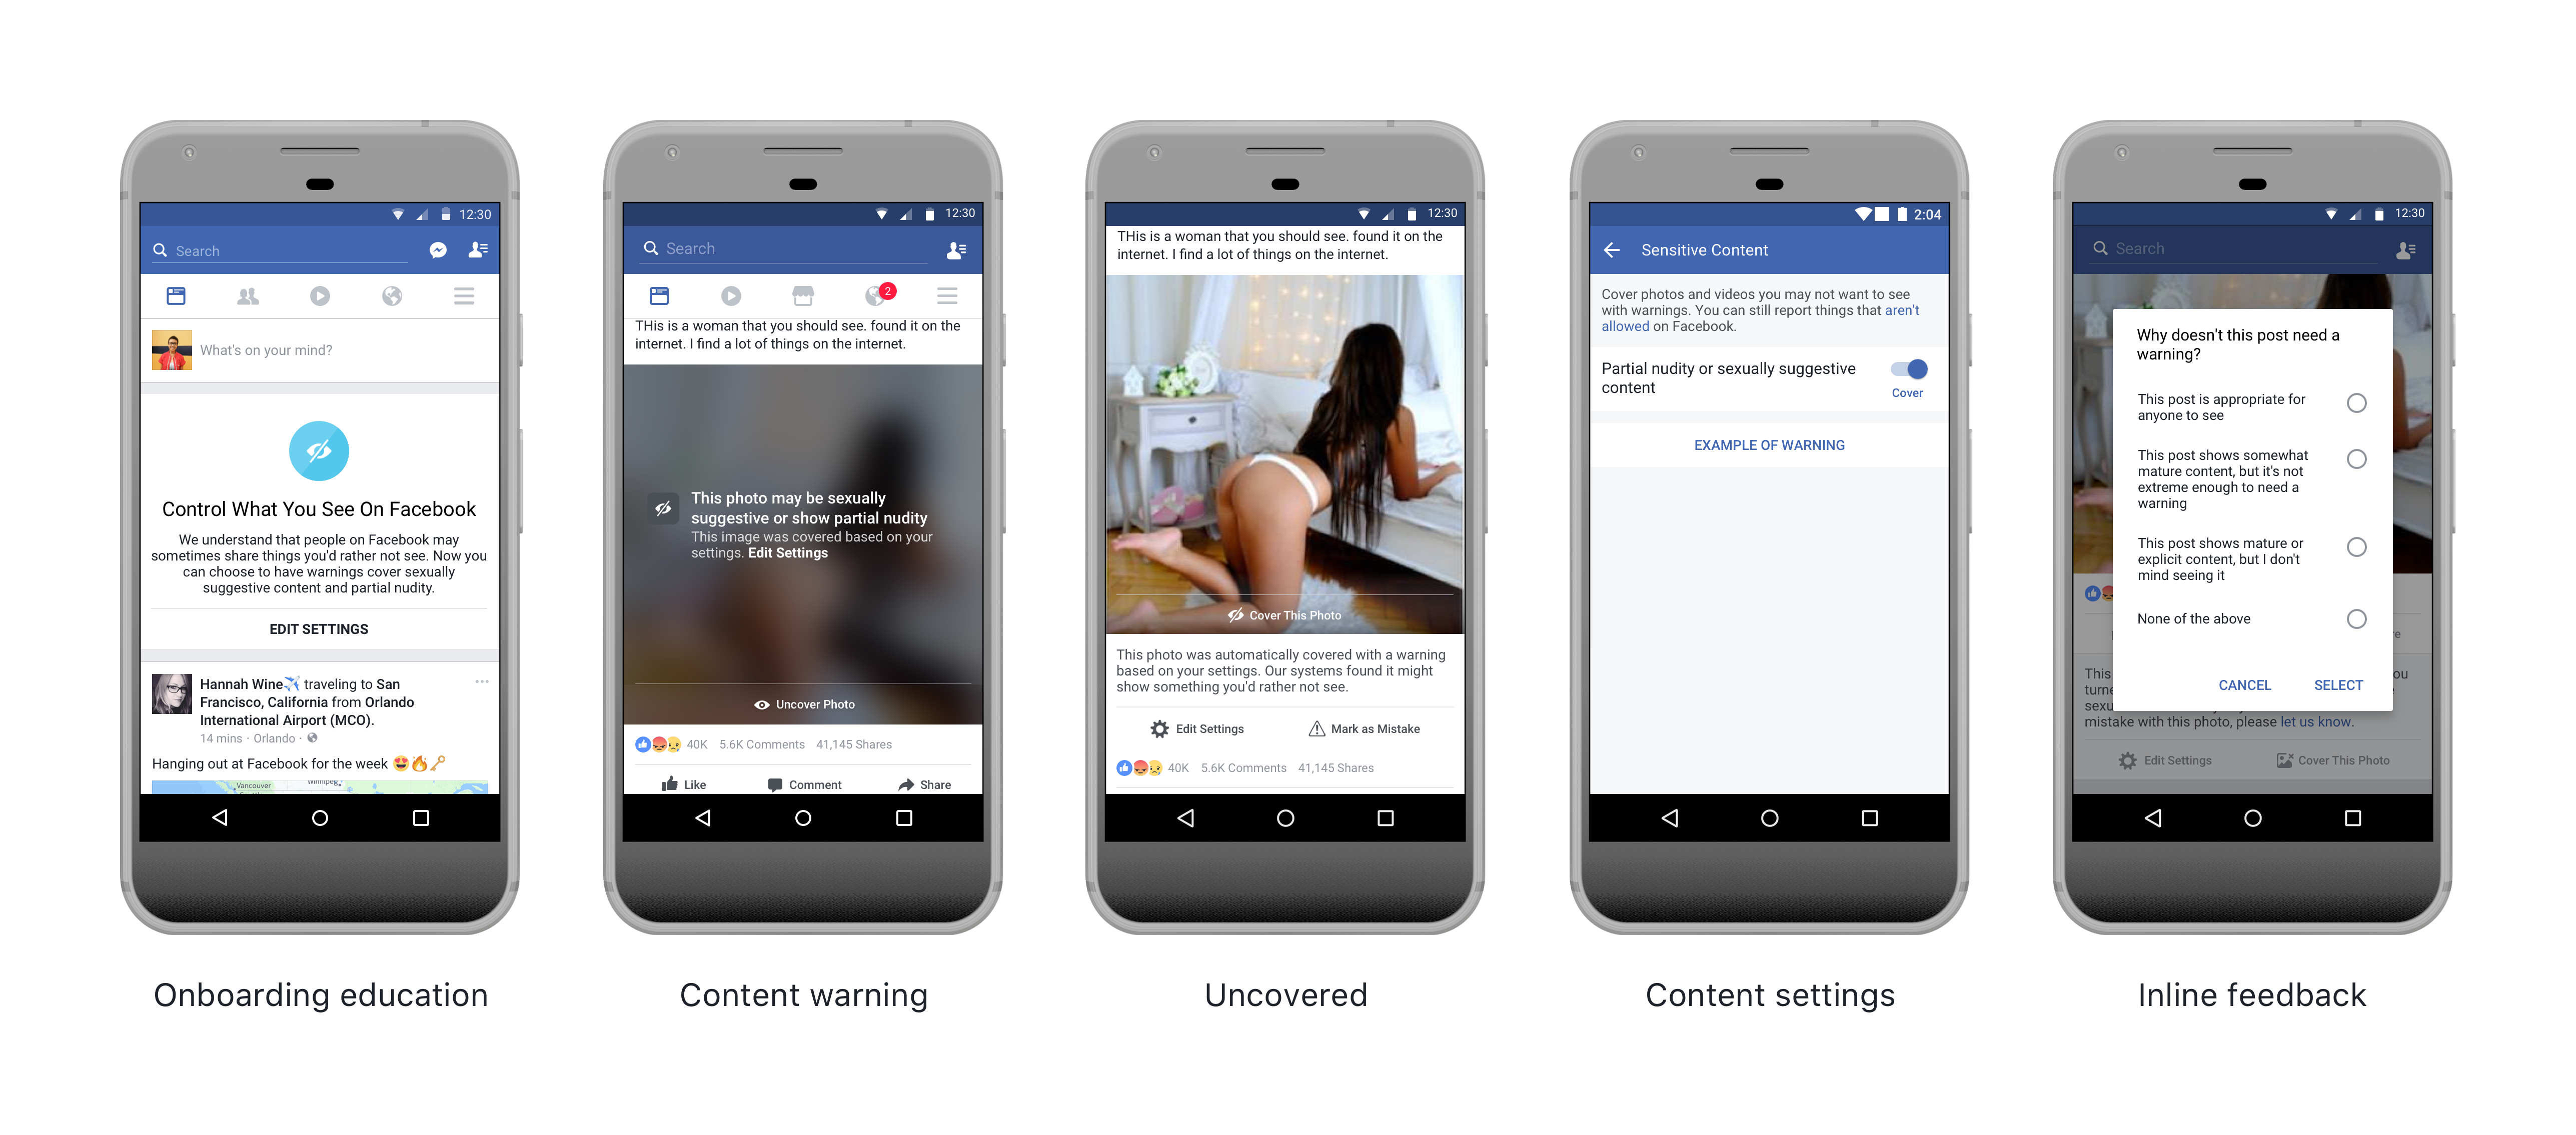 12:30
Search
What's on your mind?
Control What You See On Facebook
We understand that people on Facebook may
sometimes share things you'd rather not see. Now you
can choose to have warnings cover sexually
suggestive content and partial nudity.
EDIT SETTINGS
Hannah Wine traveling to San
Francisco, California from Orlando
International Airport (MCO).
14 mins · Orlando ·
Hanging out at Facebook for the week
Vancouver
Winnipeg
Onboarding education
12:30
Search
2
THis is a woman that you should see. found it on the
internet. I find a lot of things on the internet.
This photo may be sexually
suggestive or show partial nudity
This image was covered based on your
settings. Edit Settings
Uncover Photo
40K 5.6K Comments 41,145 Shares
Like Comment Share
Content warning
12:30
THis is a woman that you should see. found it on the
internet. I find a lot of things on the internet.
Cover This Photo
This photo was automatically covered with a warning
based on your settings. Our systems found it might
show something you'd rather not see.
Edit Settings Mark as Mistake
40K 5.6K Comments 41,145 Shares
Uncovered
2:04
Sensitive Content
Cover photos and videos you may not want to see
with warnings. You can still report things that aren't
allowed on Facebook.
Partial nudity or sexually suggestive
content
Cover
EXAMPLE OF WARNING
Content settings
12:30
Search
Why doesn't this post need a
warning?
This post is appropriate for
anyone to see
This post shows somewhat
mature content, but it's not
extreme enough to need a
warning
This post shows mature or
explicit content, but I don't
mind seeing it
None of the above
CANCEL SELECT
This
mistake with this photo, please let us know.
Edit Settings Cover This Photo
Inline feedback